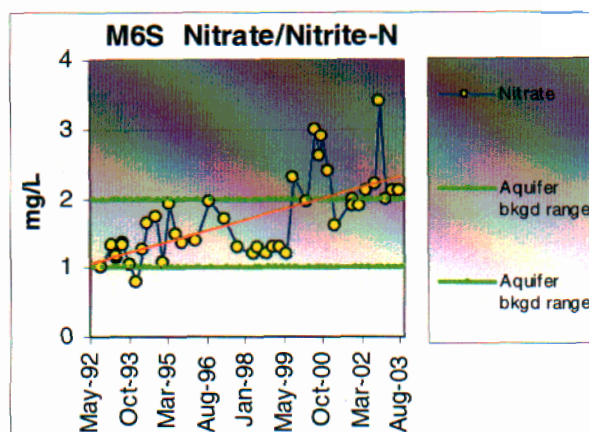 M6S Nitrate/Nitrite-N
4
3
2
1
0
mg/L
May-92
Oct-93
Mar-95
Aug-96
Jan-98
May-99
Oct-00
Mar-02
Aug-03
Nitrate
Aquifer
bkgd range
Aquifer
bkgd range